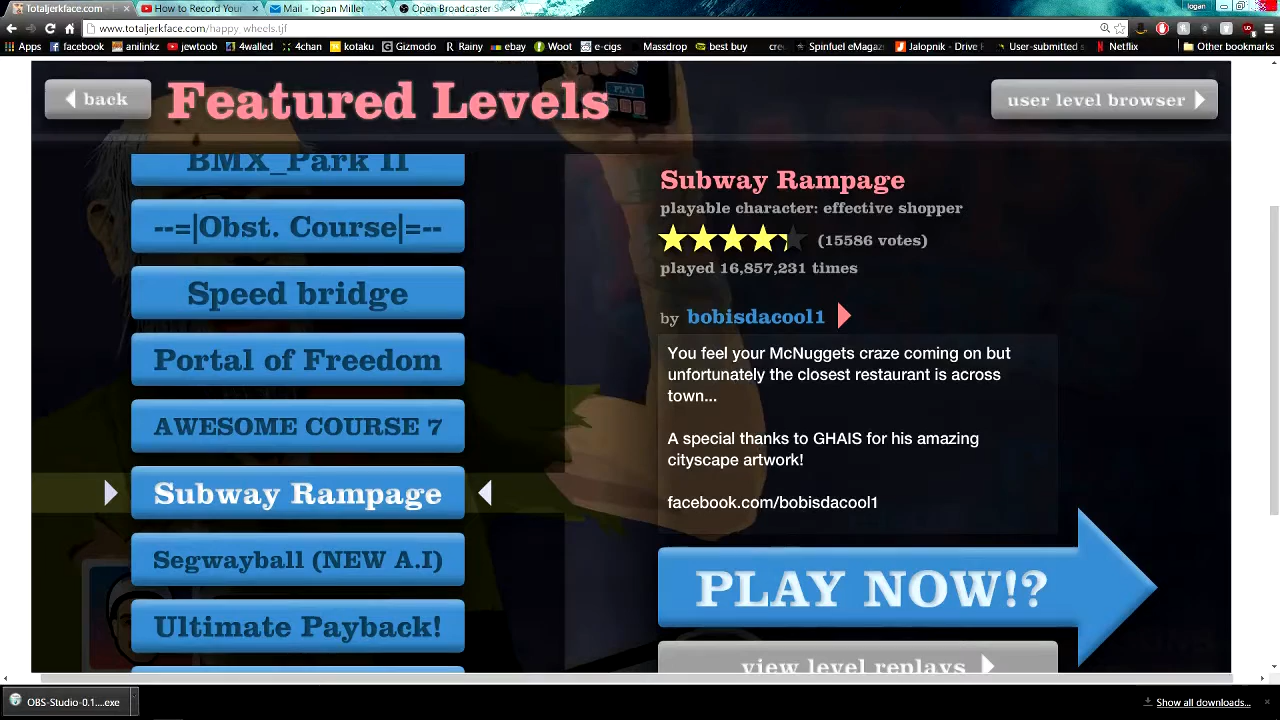 Totaljerkface.com -
How to Record Your
Mail - logan Miller
Open Broadcaster S
logan
www.totaljerkface.com/happy_wheels.tjf
Apps facebook anilinkz jewtoob 4walled 4chan kotaku Gizmodo Rainy ebay Woot e-cigs Massdrop best buy cre Spinfuel eMagaz Jalopnik - Drive F User-submitted s Netflix Other bookmarks
back
Featured Levels
PLAY
user level browser
BMX_Park II
--=|Obst. Course|=--
Speed bridge
Portal of Freedom
AWESOME COURSE 7
Subway Rampage
Segwayball (NEW A.I)
Ultimate Payback!
Subway Rampage
playable character: effective shopper
(15586 votes)
played 16,857,231 times
by bobisdacool1
You feel your McNuggets craze coming on but
unfortunately the closest restaurant is across
town...
A special thanks to GHAIS for his amazing
cityscape artwork!
facebook.com/bobisdacool1
PLAY NOW!?
view level replays
OBS-Studio-0.1....exe
Show all downloads...